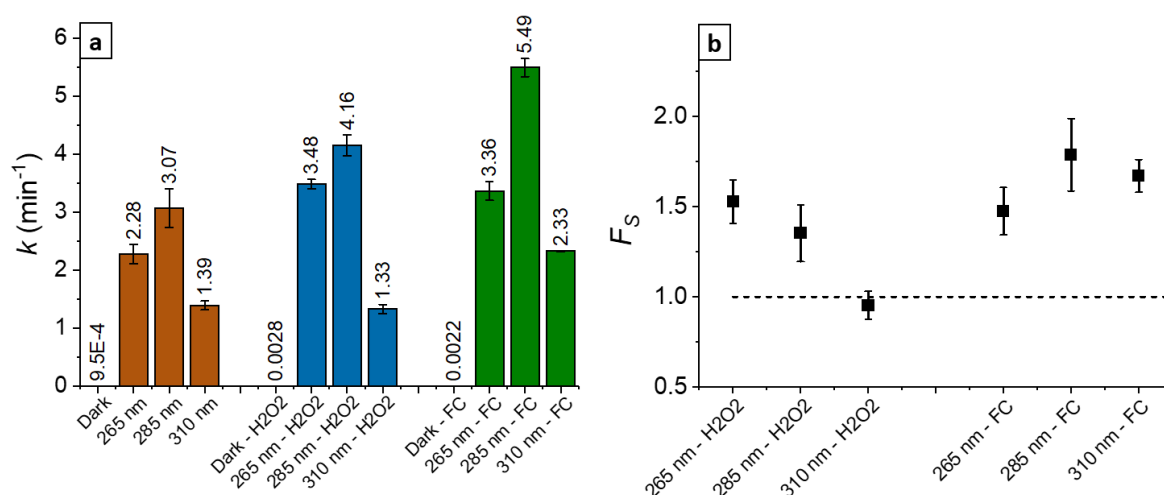 a
k (min⁻¹)
6
5
4
3
2
1
0
9.5E-4
2.28
3.07
1.39
0.0028
3.48
4.16
1.33
0.0022
3.36
5.49
2.33
Dark
265 nm
285 nm
310 nm
Dark - H2O2
265 nm - H2O2
285 nm - H2O2
310 nm - H2O2
Dark - FC
265 nm - FC
285 nm - FC
310 nm - FC
b
F_S
2.0
1.5
1.0
0.5
265 nm - H2O2
285 nm - H2O2
310 nm - H2O2
265 nm - FC
285 nm - FC
310 nm - FC